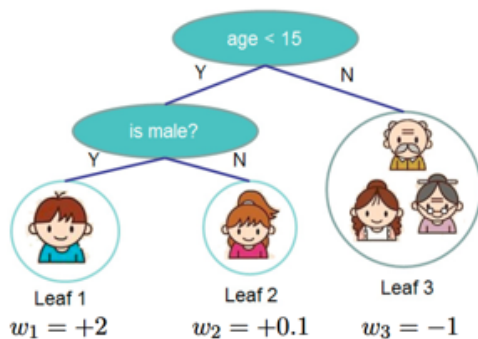 age < 15
Y
N
is male?
Y
N
Leaf 1
Leaf 2
Leaf 3
w₁ = +2
w₂ = +0.1
w₃ = −1